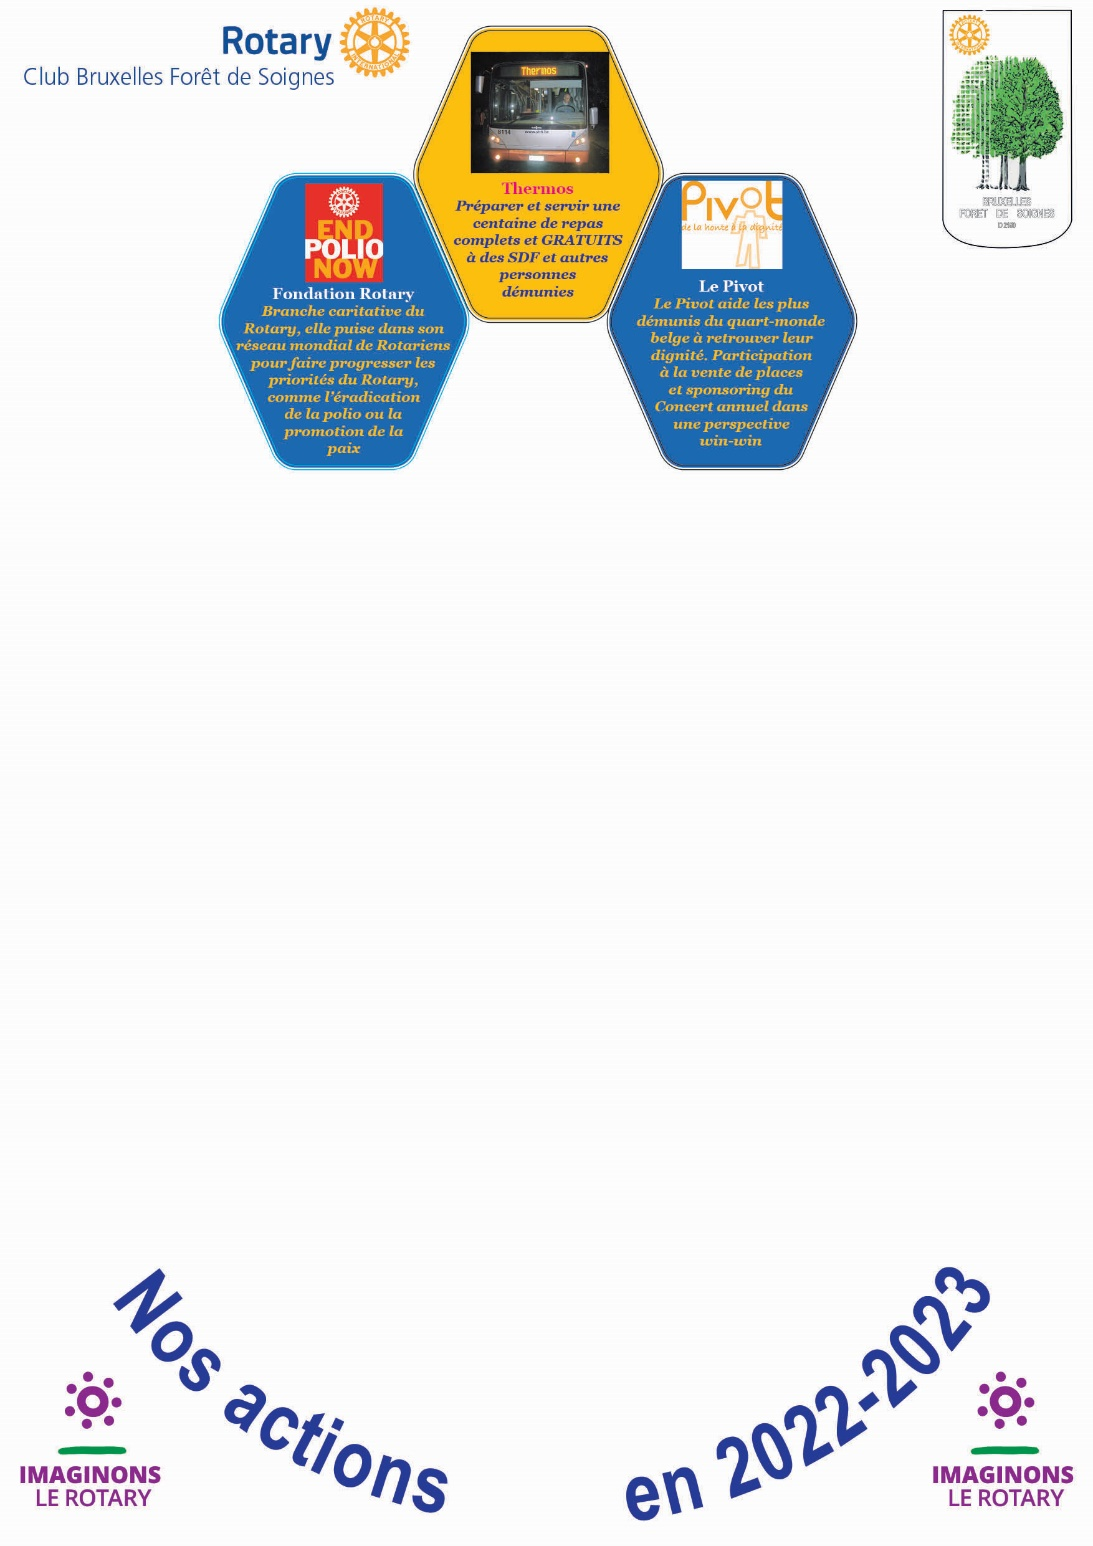 Rotary
Club Bruxelles Forêt de Soignes
ROTARY
INTERNATIONAL
Thermos
Thermos
Préparer et servir une
centaine de repas
complets et GRATUITS
à des SDF et autres
personnes
démunies
END
POLIO
NOW
Fondation Rotary
Branche caritative du
Rotary, elle puise dans son
réseau mondial de Rotariens
pour faire progresser les
priorités du Rotary,
comme l'éradication
de la polio ou la
promotion de la
paix
Pivot
de la honte à la dignité
Le Pivot
Le Pivot aide les plus
démunis du quart-monde
belge à retrouver leur
dignité. Participation
à la vente de places
et sponsoring du
Concert annuel dans
une perspective
win-win
BRUXELLES
FORET DE SOIGNES
Nos actions
en 2022-2023
IMAGINONS
LE ROTARY
IMAGINONS
LE ROTARY